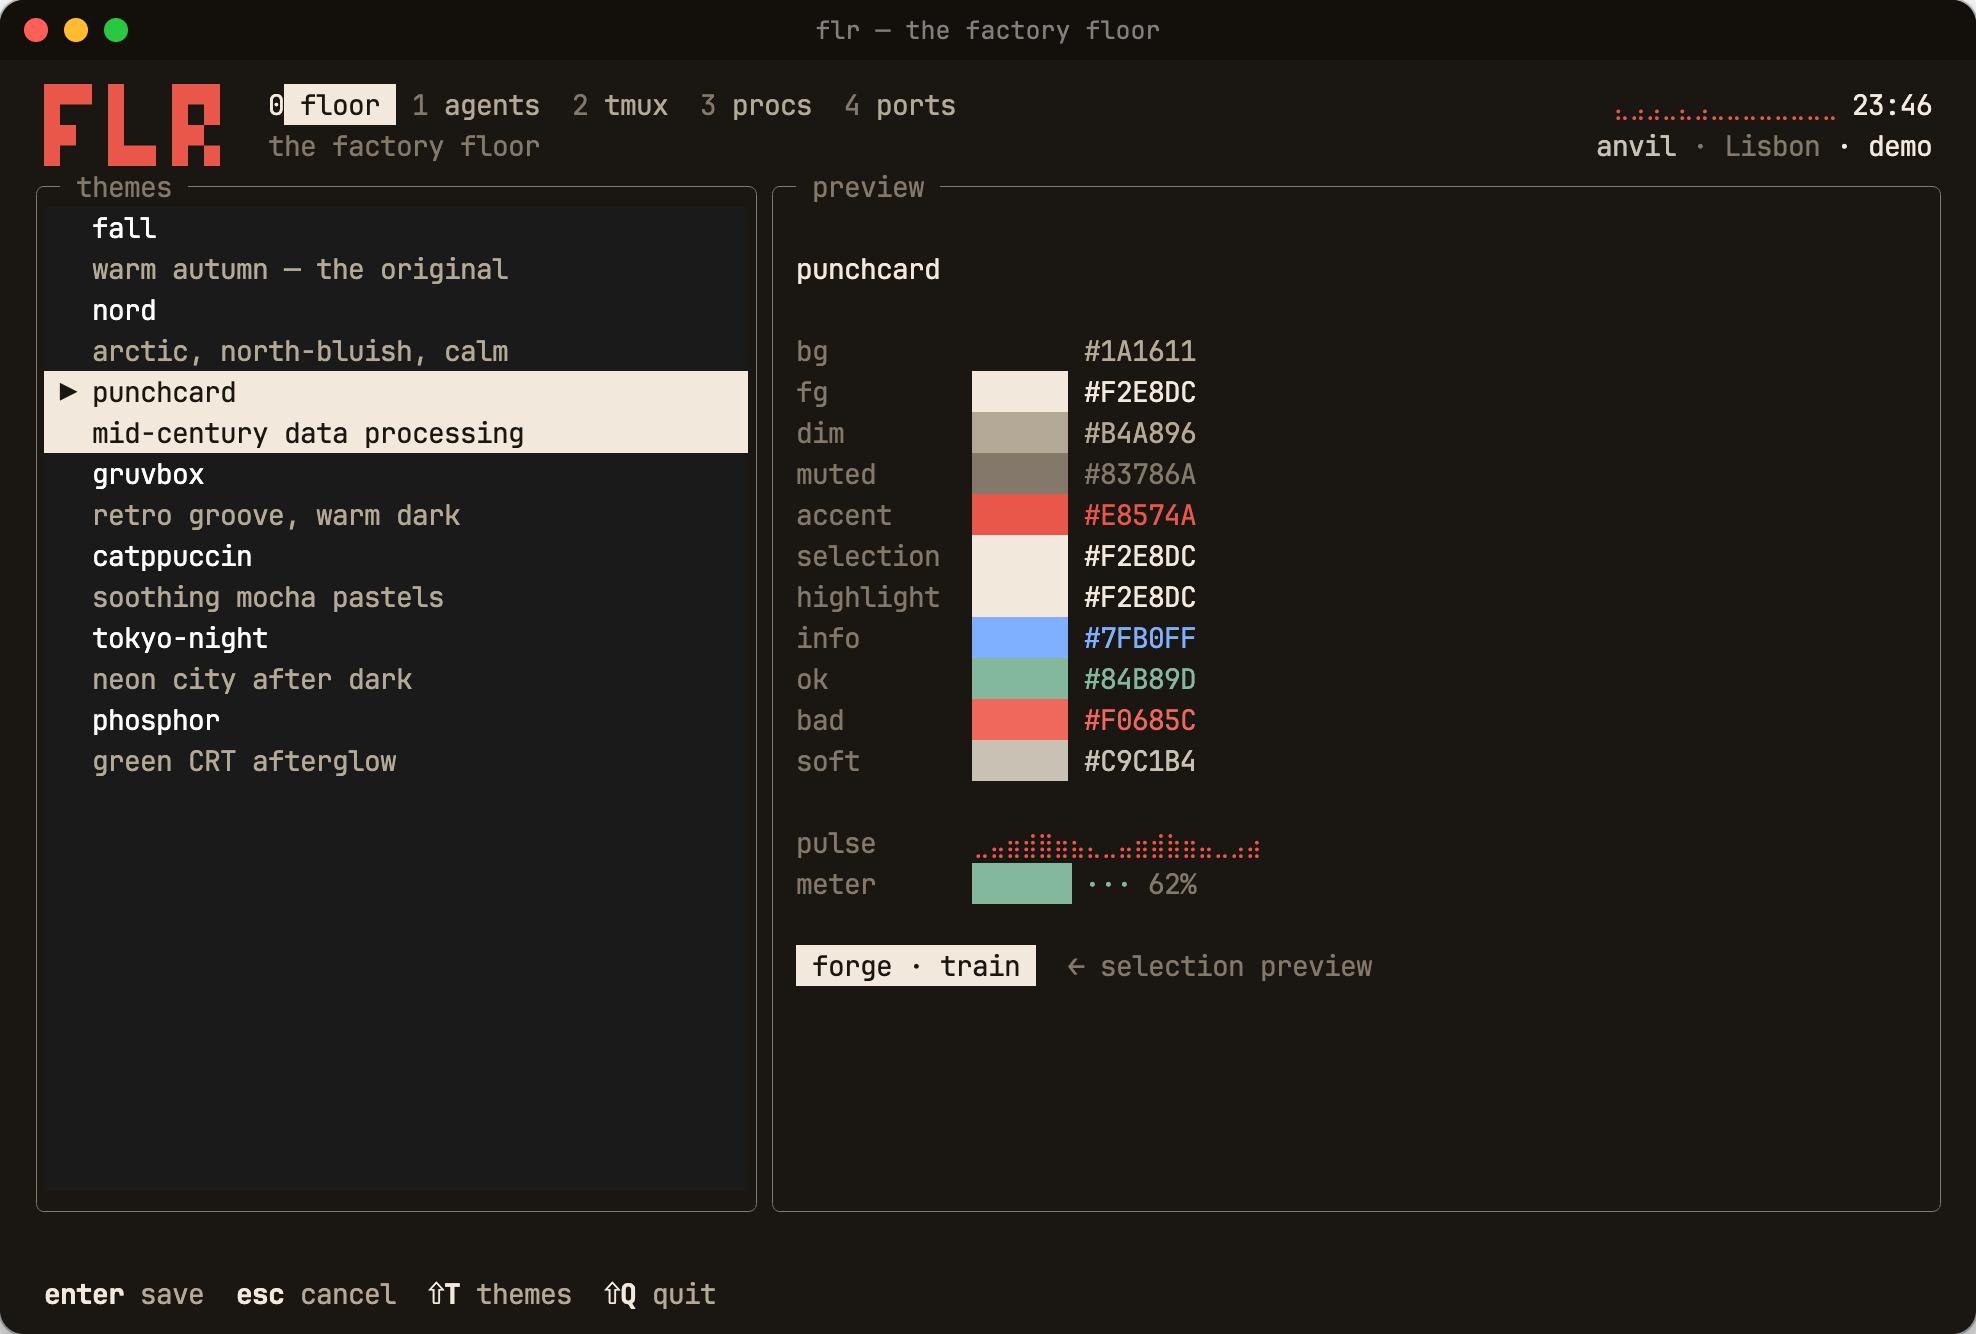 flr — the factory floor
FLR
0 floor 1 agents 2 tmux 3 procs 4 ports
23:46
the factory floor
anvil · Lisbon · demo
themes
fall
warm autumn — the original
nord
arctic, north-bluish, calm
▶ punchcard
mid-century data processing
gruvbox
retro groove, warm dark
catppuccin
soothing mocha pastels
tokyo-night
neon city after dark
phosphor
green CRT afterglow
preview
punchcard
bg #1A1611
fg #F2E8DC
dim #B4A896
muted #83786A
accent #E8574A
selection #F2E8DC
highlight #F2E8DC
info #7FB0FF
ok #84B89D
bad #F0685C
soft #C9C1B4
pulse
meter ··· 62%
forge · train ← selection preview
enter save esc cancel ⇧T themes ⇧Q quit